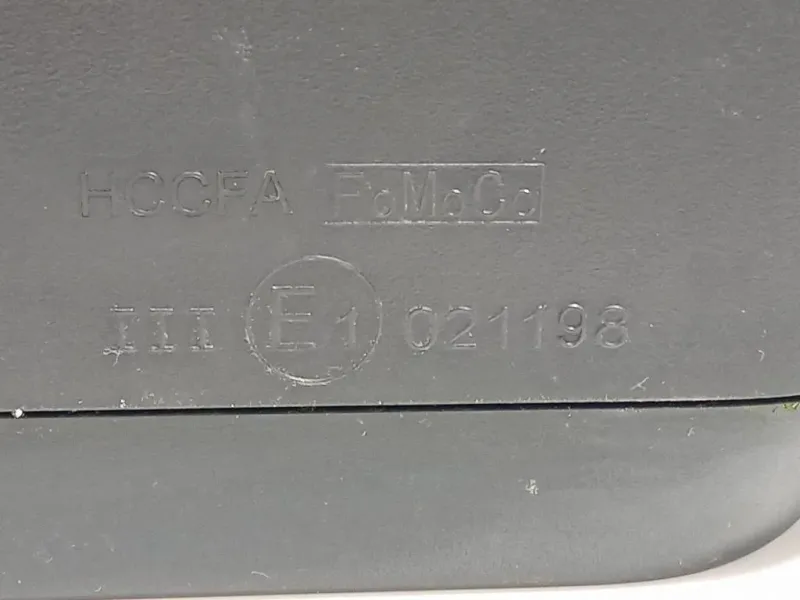 HCCFA FoMoCo
III E1 021198